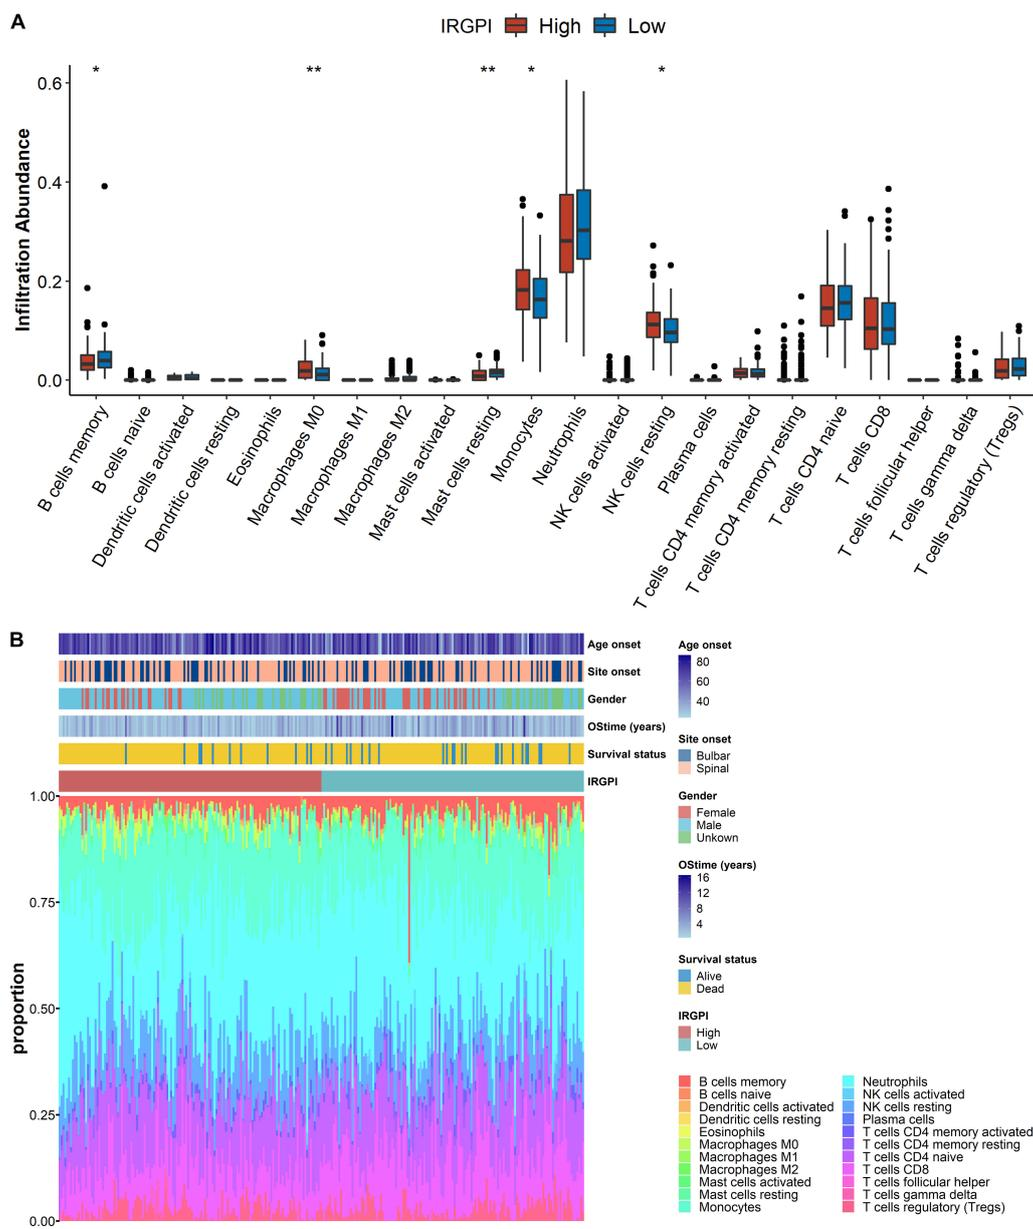 A
IRGPI High Low
* ** ** * *
Infiltration Abundance
0.6
0.4
0.2
0.0
B cells memory
B cells naive
Dendritic cells activated
Dendritic cells resting
Eosinophils
Macrophages M0
Macrophages M1
Macrophages M2
Mast cells activated
Mast cells resting
Monocytes
Neutrophils
NK cells activated
NK cells resting
Plasma cells
T cells CD4 memory activated
T cells CD4 memory resting
T cells CD4 naive
T cells CD8
T cells follicular helper
T cells gamma delta
T cells regulatory (Tregs)
B
Age onset
Site onset
Gender
OStime (years)
Survival status
IRGPI
proportion
1.00
0.75
0.50
0.25
0.00
Age onset
80
60
40
Site onset
Bulbar
Spinal
Gender
Female
Male
Unkown
OStime (years)
16
12
8
4
Survival status
Alive
Dead
IRGPI
High
Low
B cells memory
B cells naive
Dendritic cells activated
Dendritic cells resting
Eosinophils
Macrophages M0
Macrophages M1
Macrophages M2
Mast cells activated
Mast cells resting
Monocytes
Neutrophils
NK cells activated
NK cells resting
Plasma cells
T cells CD4 memory activated
T cells CD4 memory resting
T cells CD4 naive
T cells CD8
T cells follicular helper
T cells gamma delta
T cells regulatory (Tregs)